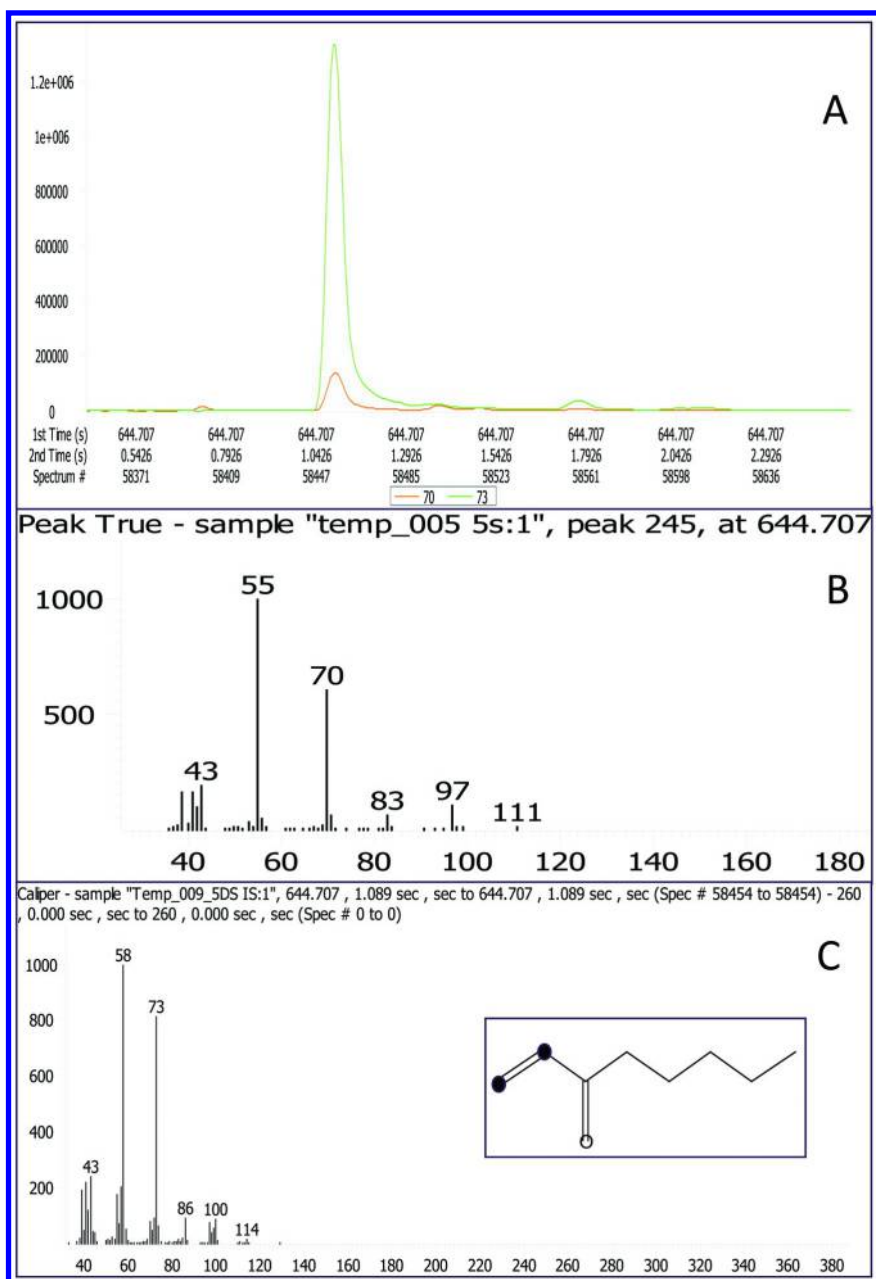 1.2e+006
A
1e+006
800000
600000
400000
200000
0
1st Time (s) 644.707 644.707 644.707 644.707 644.707 644.707 644.707 644.707
2nd Time (s) 0.5426 0.7926 1.0426 1.2926 1.5426 1.7926 2.0426 2.2926
Spectrum # 58371 58409 58447 58485 58523 58561 58598 58636
70 73
Peak True - sample "temp_005 5s:1", peak 245, at 644.707
B
55
1000
70
500
43
97
83
111
40 60 80 100 120 140 160 180
Caliper - sample "Temp_009_5DS IS:1", 644.707 , 1.089 sec , sec to 644.707 , 1.089 sec , sec (Spec # 58454 to 58454) - 260
, 0.000 sec , sec to 260 , 0.000 sec , sec (Spec # 0 to 0)
C
58
1000
73
800
600
400
43
200
86
100
114
O
40 60 80 100 120 140 160 180 200 220 240 260 280 300 320 340 360 380